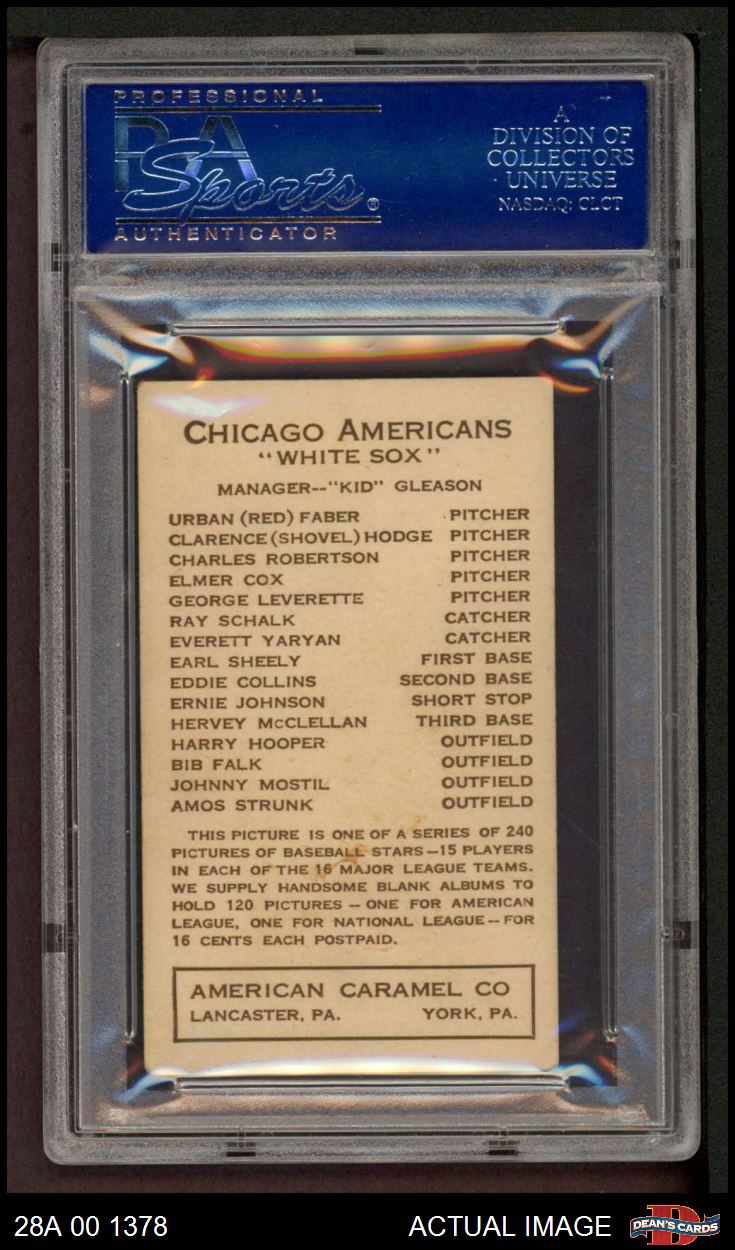 PROFESSIONAL
PSA
Sports®
AUTHENTICATOR
A
DIVISION OF
COLLECTORS
UNIVERSE
NASDAQ: CLCT
CHICAGO AMERICANS
"WHITE SOX"
MANAGER--"KID" GLEASON
URBAN (RED) FABER PITCHER
CLARENCE (SHOVEL) HODGE PITCHER
CHARLES ROBERTSON PITCHER
ELMER COX PITCHER
GEORGE LEVERETTE PITCHER
RAY SCHALK CATCHER
EVERETT YARYAN CATCHER
EARL SHEELY FIRST BASE
EDDIE COLLINS SECOND BASE
ERNIE JOHNSON SHORT STOP
HERVEY McCLELLAN THIRD BASE
HARRY HOOPER OUTFIELD
BIB FALK OUTFIELD
JOHNNY MOSTIL OUTFIELD
AMOS STRUNK OUTFIELD
THIS PICTURE IS ONE OF A SERIES OF 240
PICTURES OF BASEBALL STARS—15 PLAYERS
IN EACH OF THE 16 MAJOR LEAGUE TEAMS.
WE SUPPLY HANDSOME BLANK ALBUMS TO
HOLD 120 PICTURES -- ONE FOR AMERICAN
LEAGUE, ONE FOR NATIONAL LEAGUE -- FOR
16 CENTS EACH POSTPAID.
AMERICAN CARAMEL CO
LANCASTER, PA. YORK, PA.
28A 00 1378 ACTUAL IMAGE DEAN'S CARDS